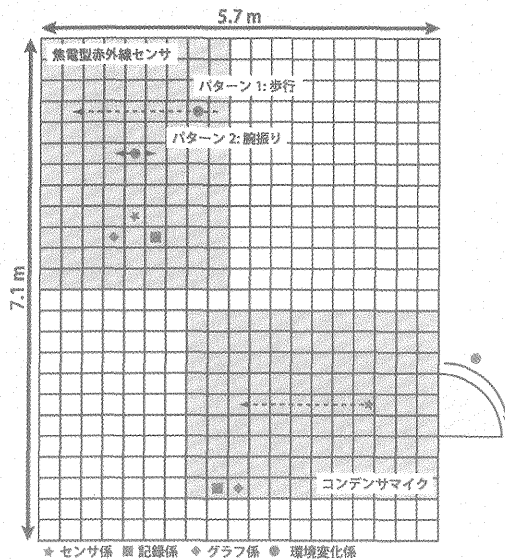 5.7 m
焦電型赤外線センサ
パターン 1: 歩行
パターン 2: 腕振り
7.1 m
コンデンサマイク
★ センサ係 ■ 記録係 ◆ グラフ係 ● 環境変化係